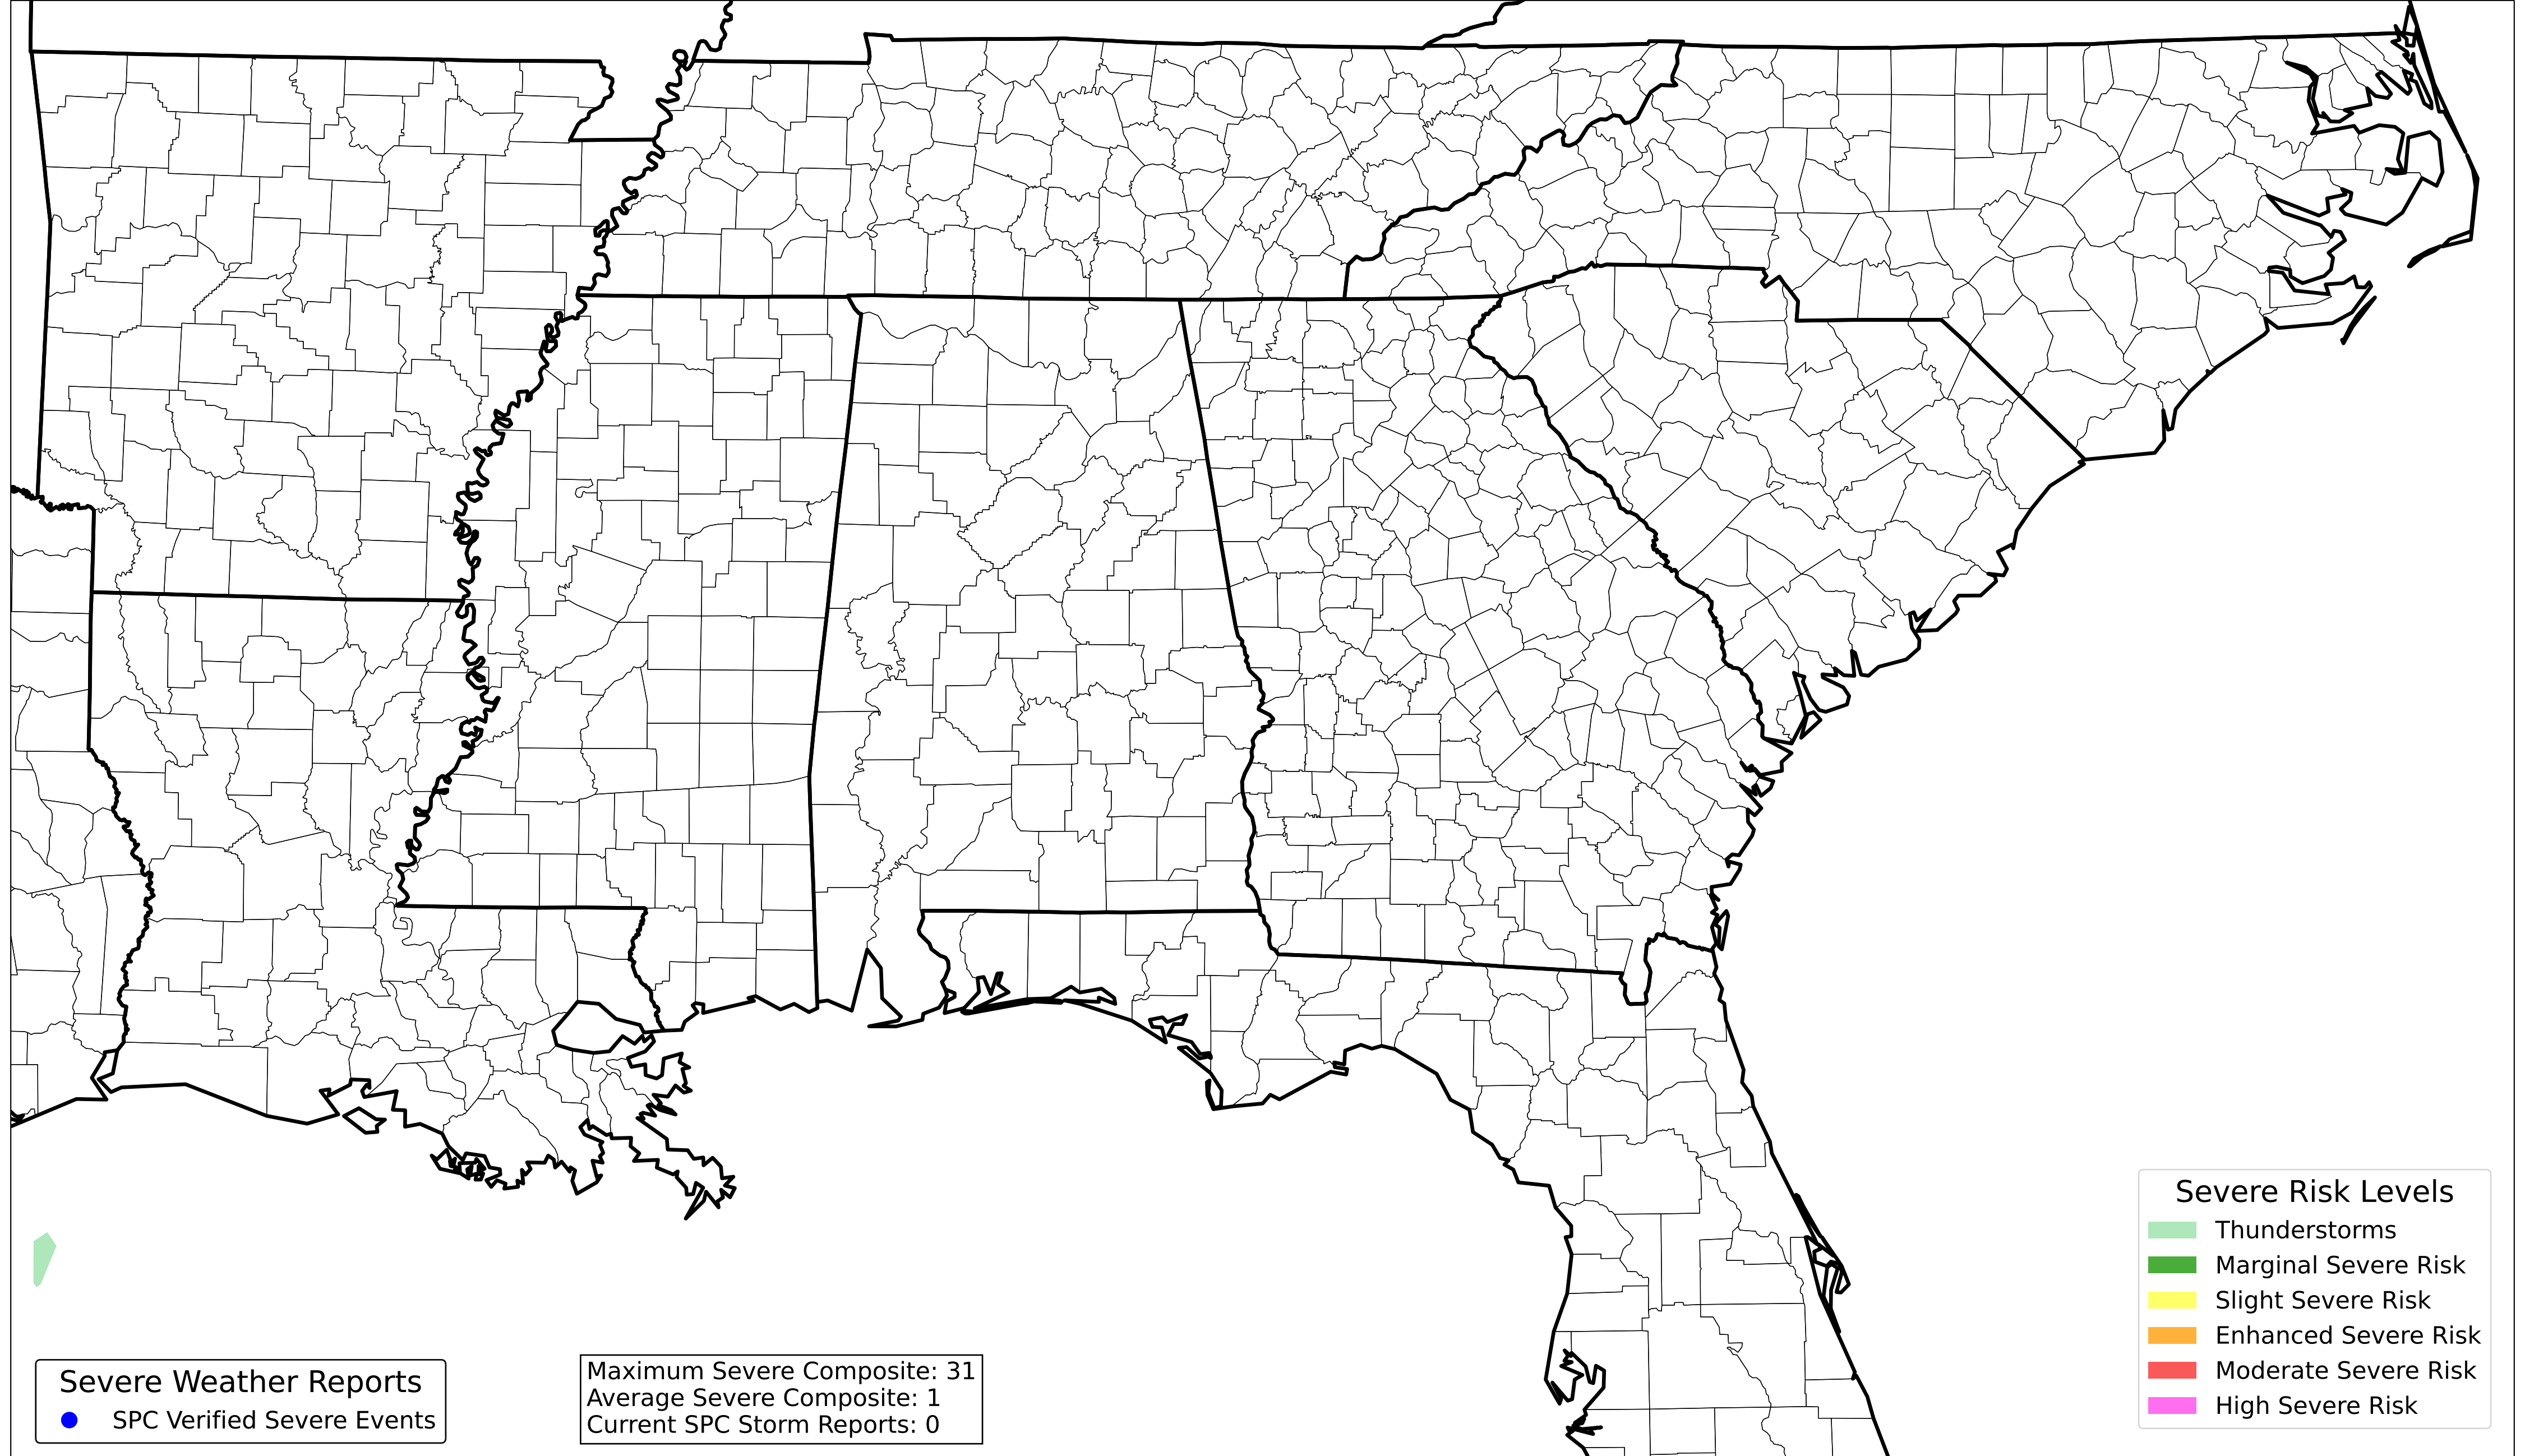 Severe Weather Reports
SPC Verified Severe Events
Maximum Severe Composite: 31
Average Severe Composite: 1
Current SPC Storm Reports: 0
Severe Risk Levels
Thunderstorms
Marginal Severe Risk
Slight Severe Risk
Enhanced Severe Risk
Moderate Severe Risk
High Severe Risk